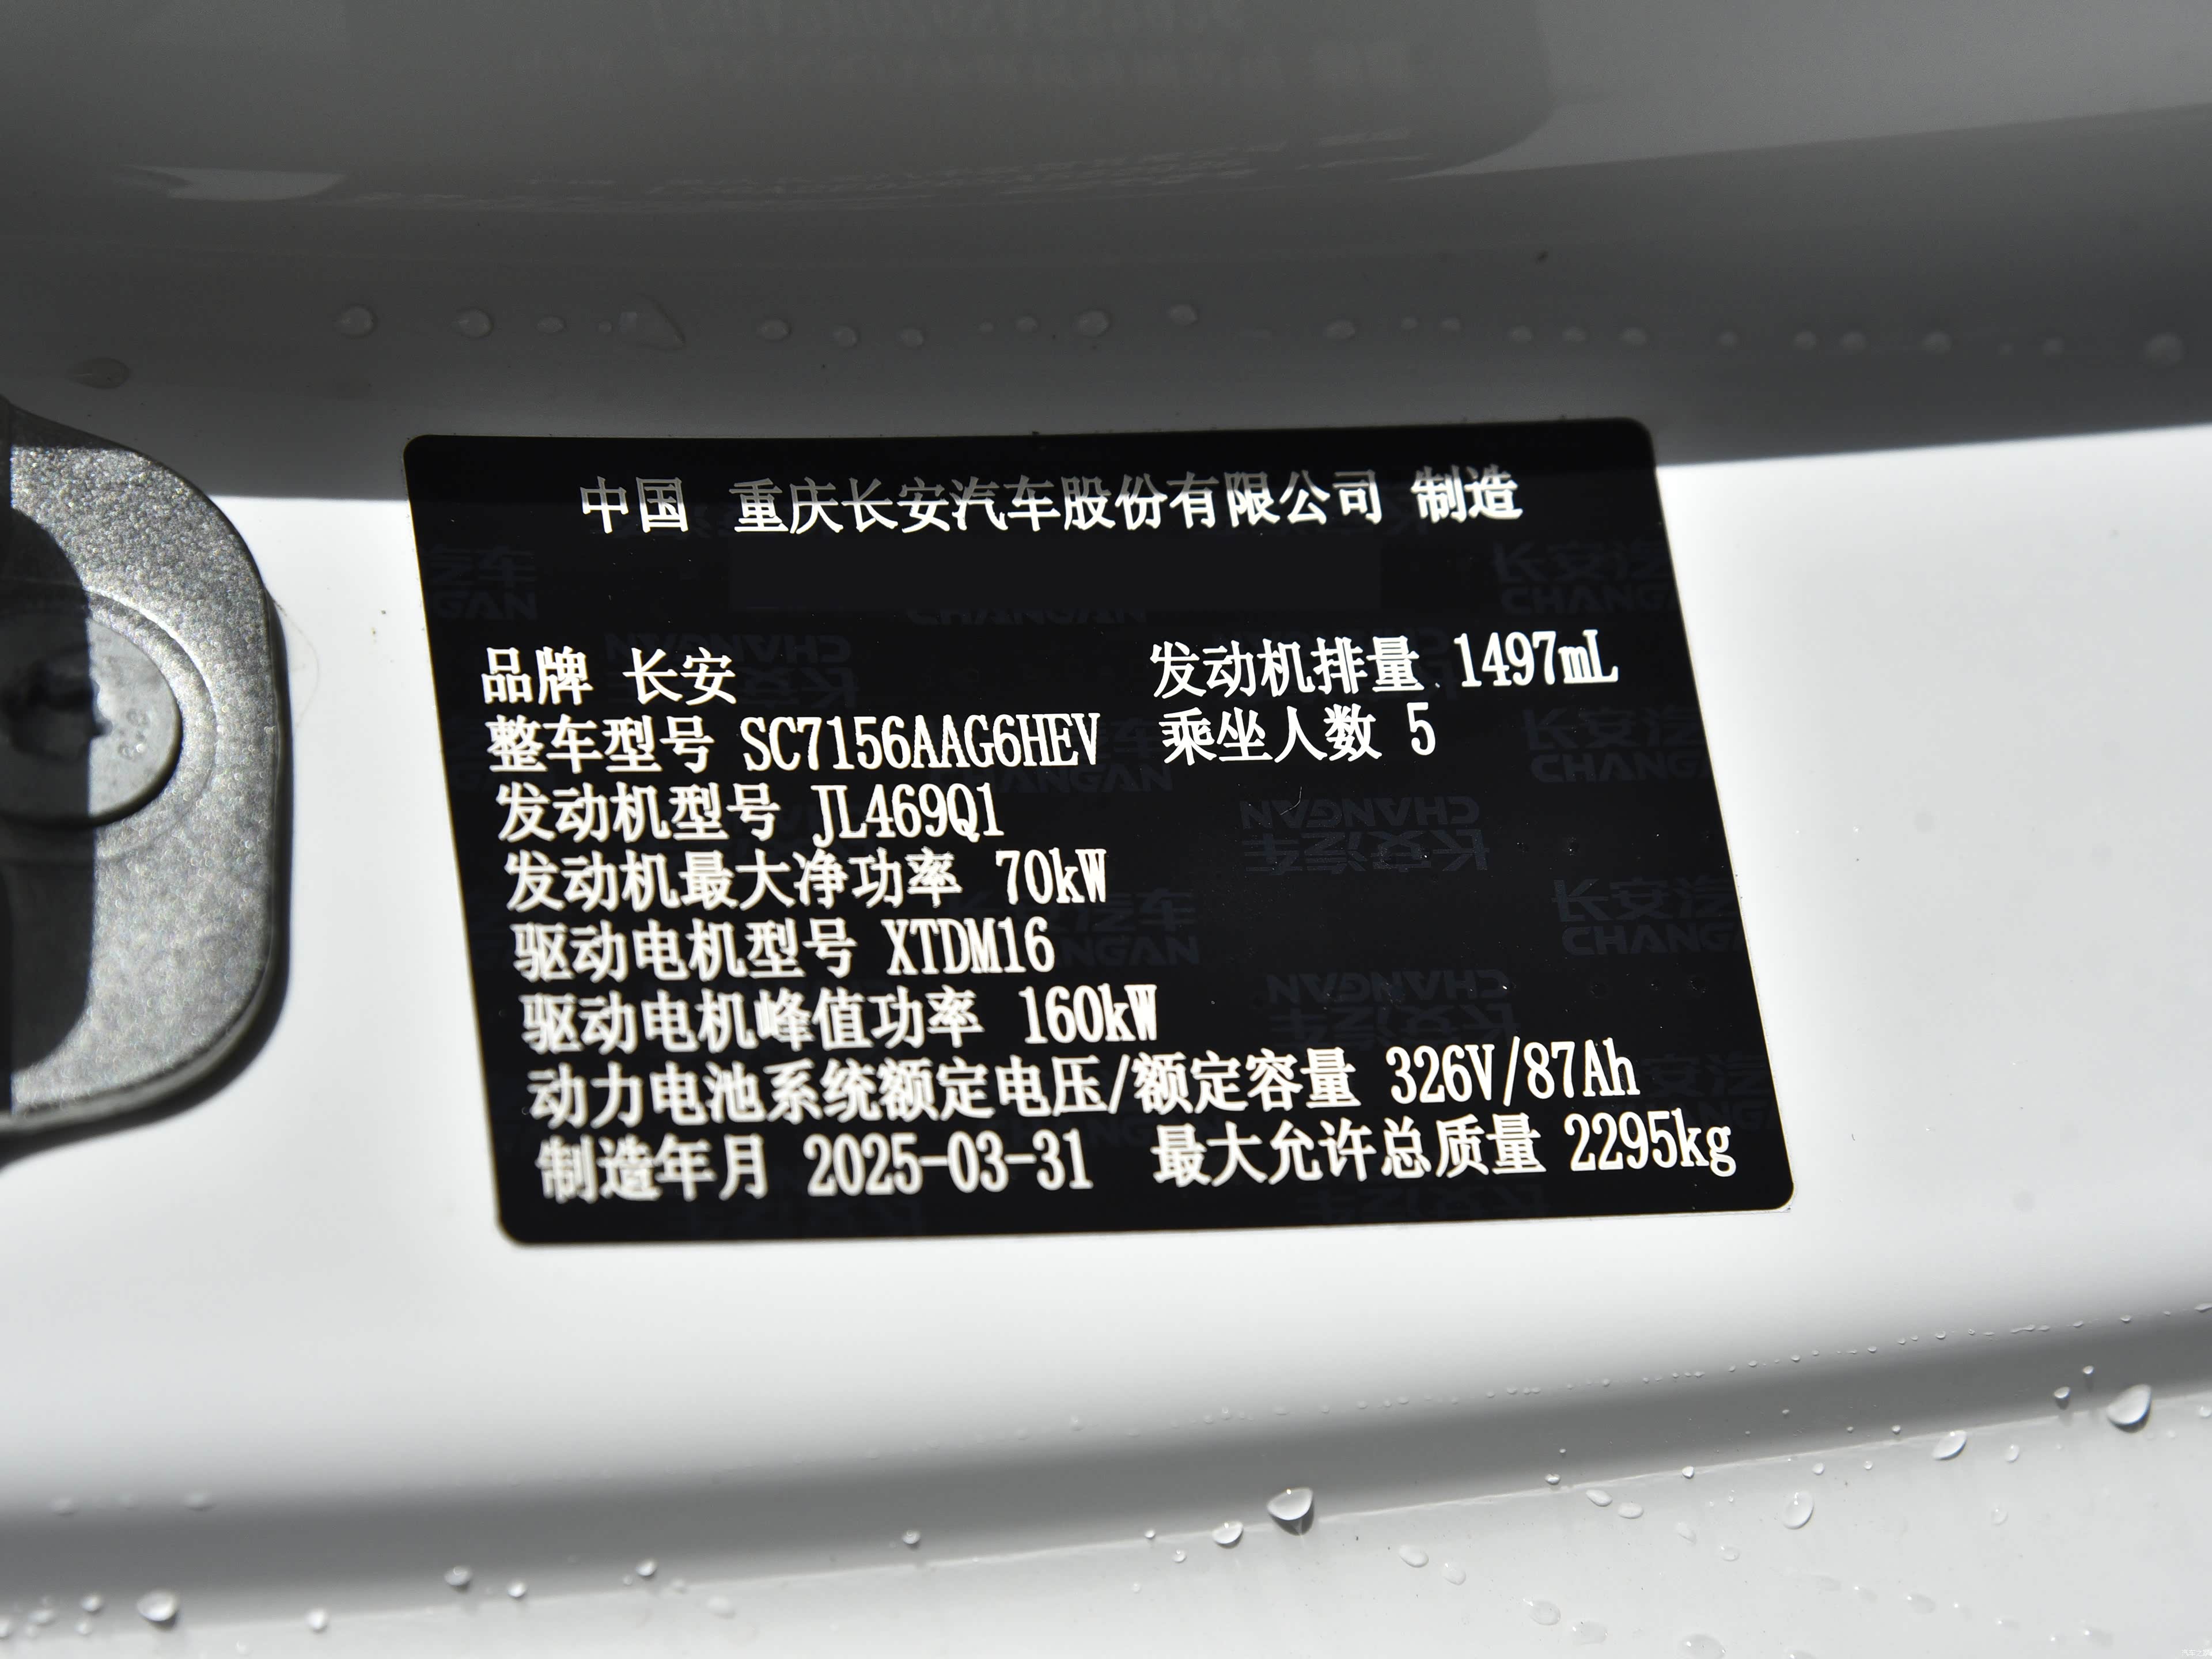 中国 重庆长安汽车股份有限公司 制造
品牌 长安 发动机排量 1497mL
整车型号 SC7156AAG6HEV 乘坐人数 5
发动机型号 JL469Q1
发动机最大净功率 70kW
驱动电机型号 XTDM16
驱动电机峰值功率 160kW
动力电池系统额定电压/额定容量 326V/87Ah
制造年月 2025-03-31 最大允许总质量 2295kg